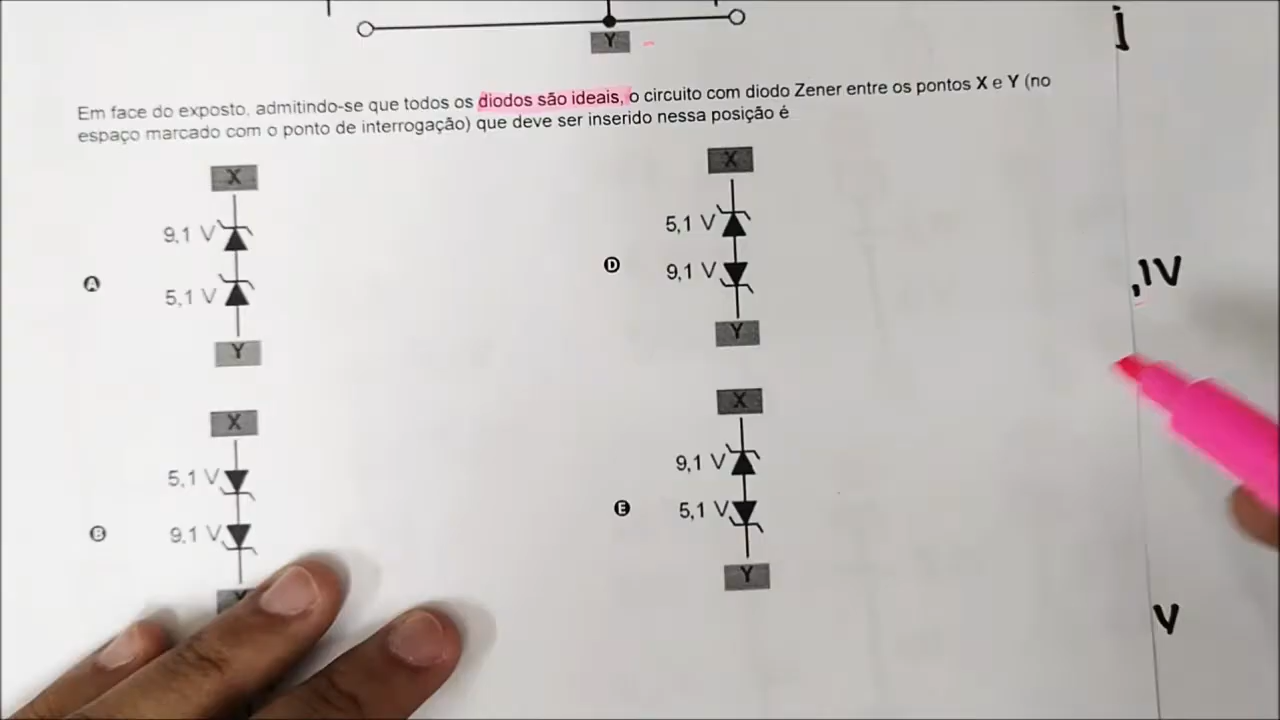 Y
Em face do exposto, admitindo-se que todos os diodos são ideais, o circuito com diodo Zener entre os pontos X e Y (no
espaço marcado com o ponto de interrogação) que deve ser inserido nessa posição é
X
9,1 V
A
5,1 V
Y
X
5,1 V
D
9,1 V
Y
X
5,1 V
B
9,1 V
Y
X
9,1 V
E
5,1 V
Y
,1V
V